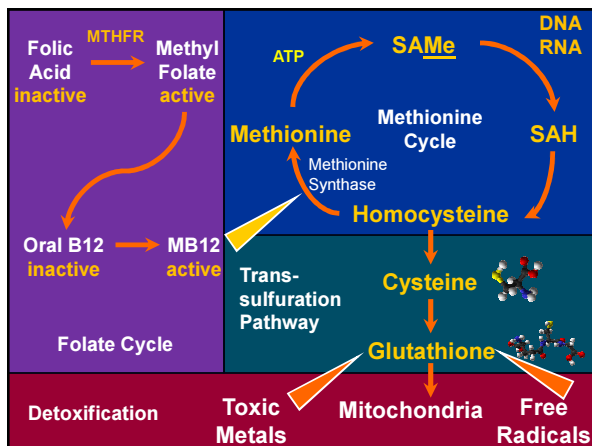 Folic
Acid
inactive
MTHFR
Methyl
Folate
active
Oral B12
inactive
MB12
active
Folate Cycle
DNA
RNA
ATP
SAMe
Methionine
Methionine
Cycle
SAH
Methionine
Synthase
Homocysteine
Trans-
sulfuration
Pathway
Cysteine
Glutathione
Detoxification
Toxic
Metals
Mitochondria
Free
Radicals